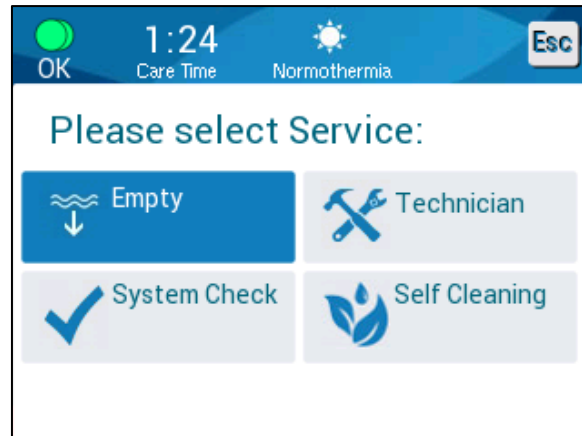 1:24
Esc
OK
Care Time
Normothermia
Please select Service:
Empty
Technician
System Check
Self Cleaning